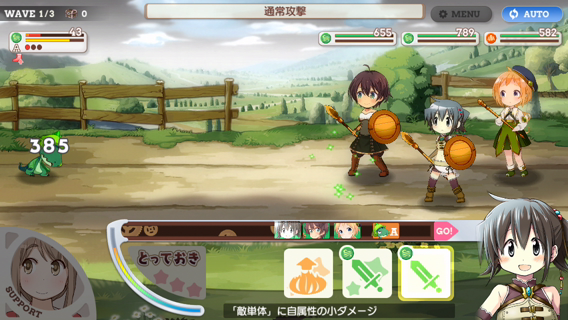 WAVE 1/3 0
通常攻撃
MENU
AUTO
43
A
655
789
582
385
A
GO!
とっておき
SUPPORT
「敵単体」に自属性の小ダメージ